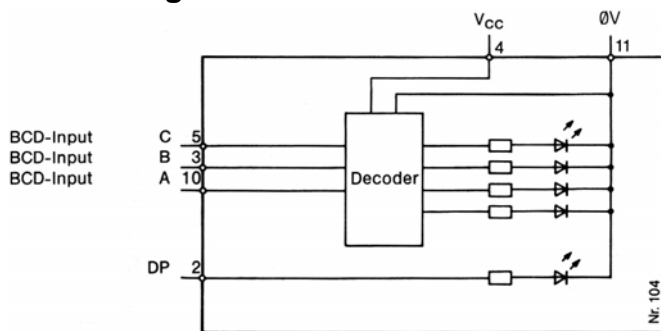 Vcc ØV
4 11
BCD-Input C 5
BCD-Input B 3
BCD-Input A 10
Decoder
DP 2
Nr. 104